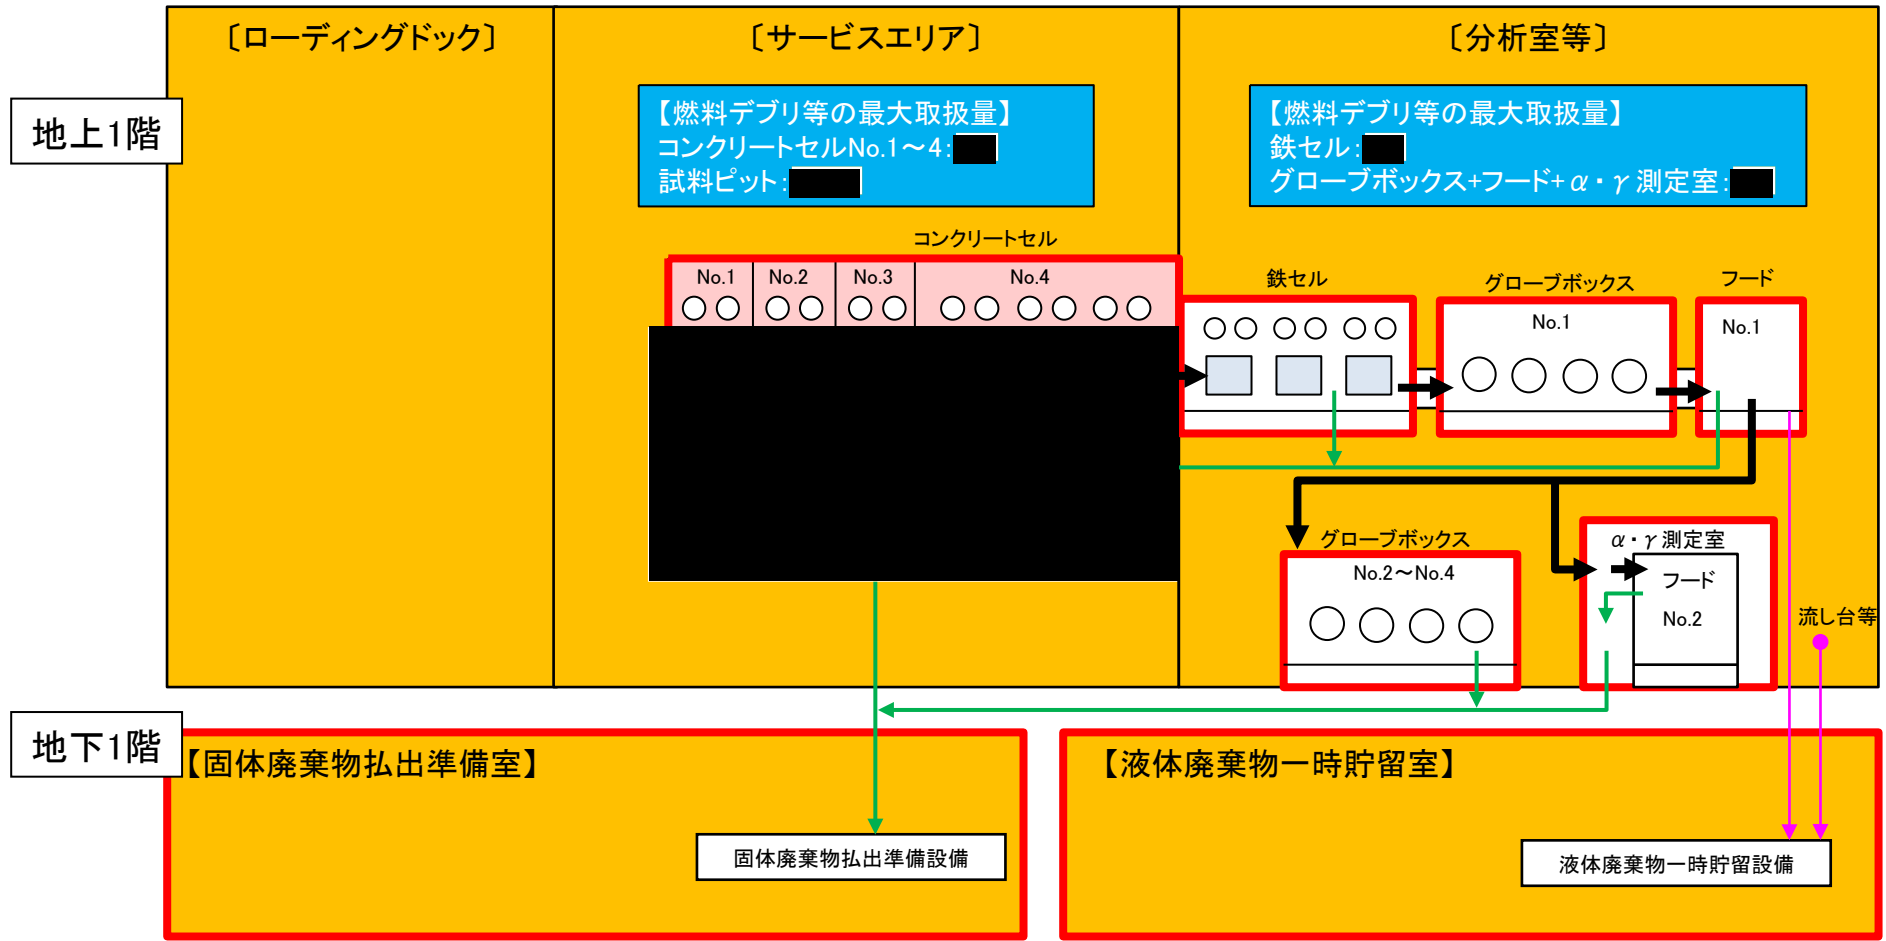 〔ローディングドック〕
〔サービスエリア〕
〔分析室等〕
地上1階
【燃料デブリ等の最大取扱量】
コンクリートセルNo.1～4:
試料ピット:
【燃料デブリ等の最大取扱量】
鉄セル:
グローブボックス+フード+α・γ測定室:
コンクリートセル
No.1
No.2
No.3
No.4
鉄セル
グローブボックス
No.1
フード
No.1
グローブボックス
No.2～No.4
α・γ測定室
フード
No.2
流し台等
地下1階
【固体廃棄物払出準備室】
固体廃棄物払出準備設備
【液体廃棄物一時貯留室】
液体廃棄物一時貯留設備